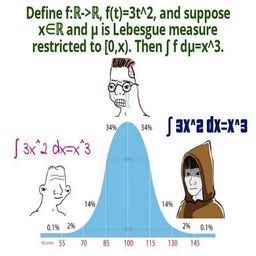 Define f:ℝ->ℝ, f(t)=3t^2, and suppose
x∈ℝ and μ is Lebesgue measure
restricted to [0,x). Then ∫ f dμ=x^3.
∫ 3x^2 dx=x^3
∫ 3x^2 dx=x^3
34% 34%
14% 14%
0.1% 2% 2% 0.1%
IQ score 55 70 85 100 115 130 145